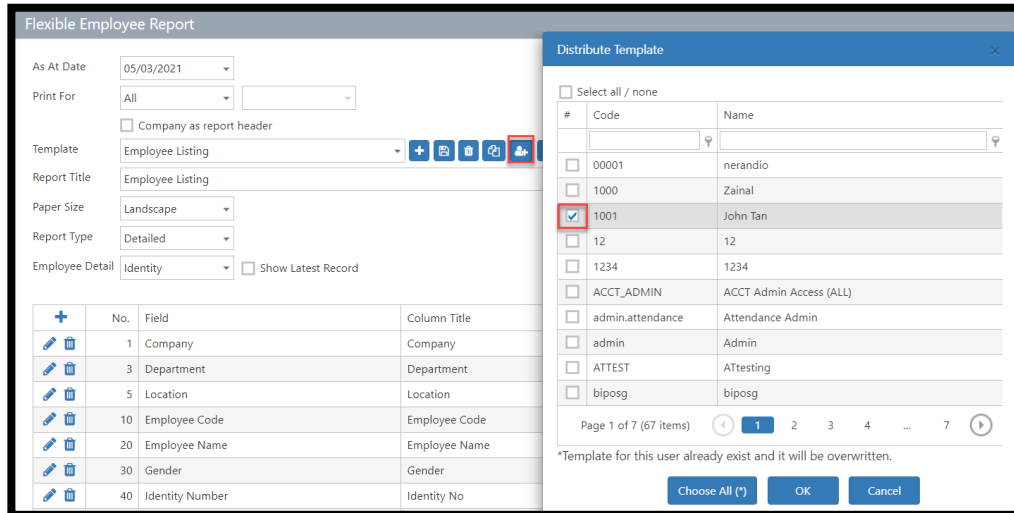 Flexible Employee Report
As At Date 05/03/2021
Print For All
Company as report header
Template Employee Listing
Report Title Employee Listing
Paper Size Landscape
Report Type Detailed
Employee Detail Identity Show Latest Record
No. Field Column Title
1 Company Company
3 Department Department
5 Location Location
10 Employee Code Employee Code
20 Employee Name Employee Name
30 Gender Gender
40 Identity Number Identity No
Distribute Template
Select all / none
# Code Name
00001 nerandio
1000 Zainal
1001 John Tan
12 12
1234 1234
ACCT_ADMIN ACCT Admin Access (ALL)
admin.attendance Attendance Admin
admin Admin
ATTEST ATtesting
biposg biposg
Page 1 of 7 (67 items) 1 2 3 4 ... 7
*Template for this user already exist and it will be overwritten.
Choose All (*) OK Cancel